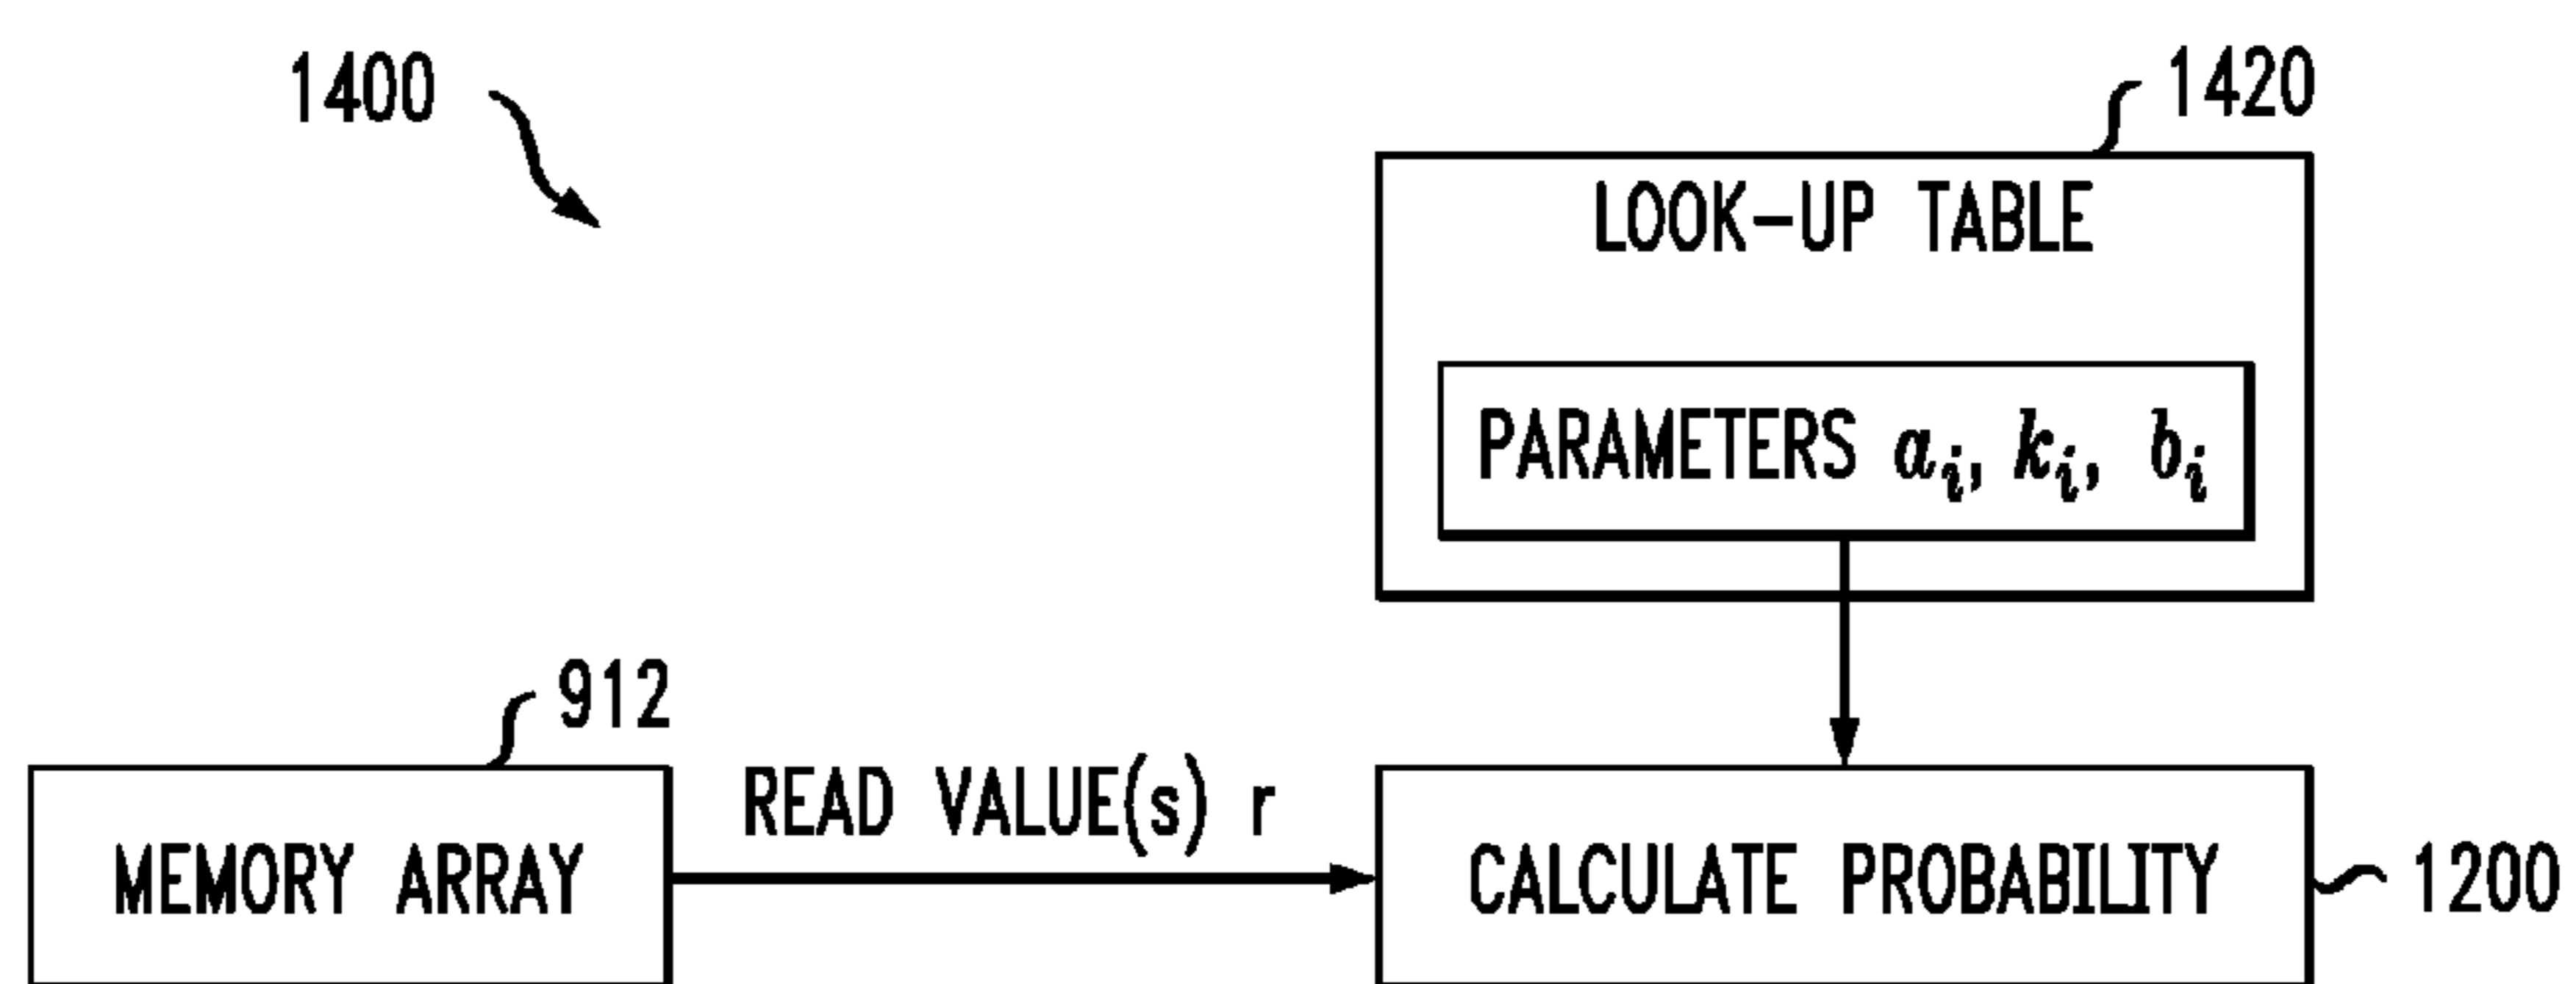 1400
1420
LOOK-UP TABLE
PARAMETERS aᵢ, kᵢ, bᵢ
912
READ VALUE(s) r
MEMORY ARRAY
CALCULATE PROBABILITY
1200